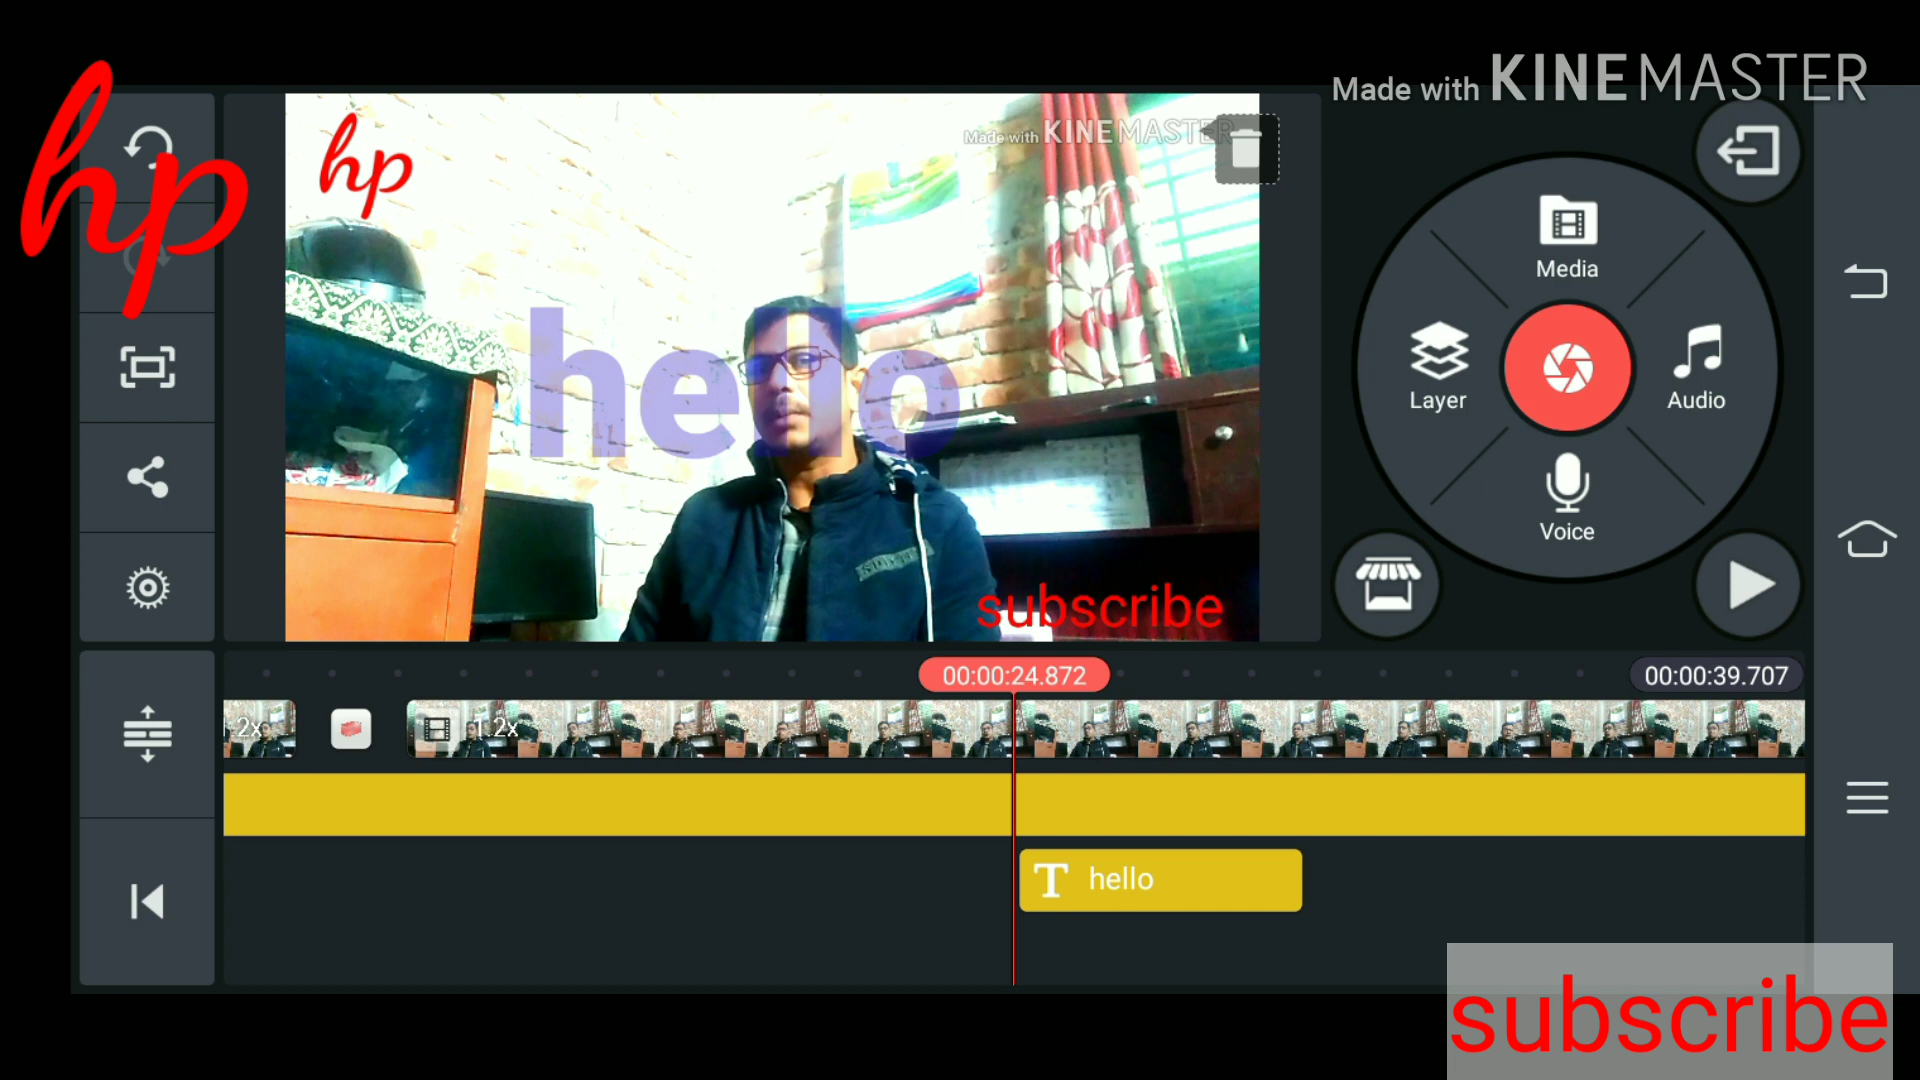 Made with KINEMASTER
hp
Made with KINEMASTER
hp
Media
hello
Layer
Audio
Voice
subscribe
00:00:24.872
00:00:39.707
1.2x
hello
subscribe